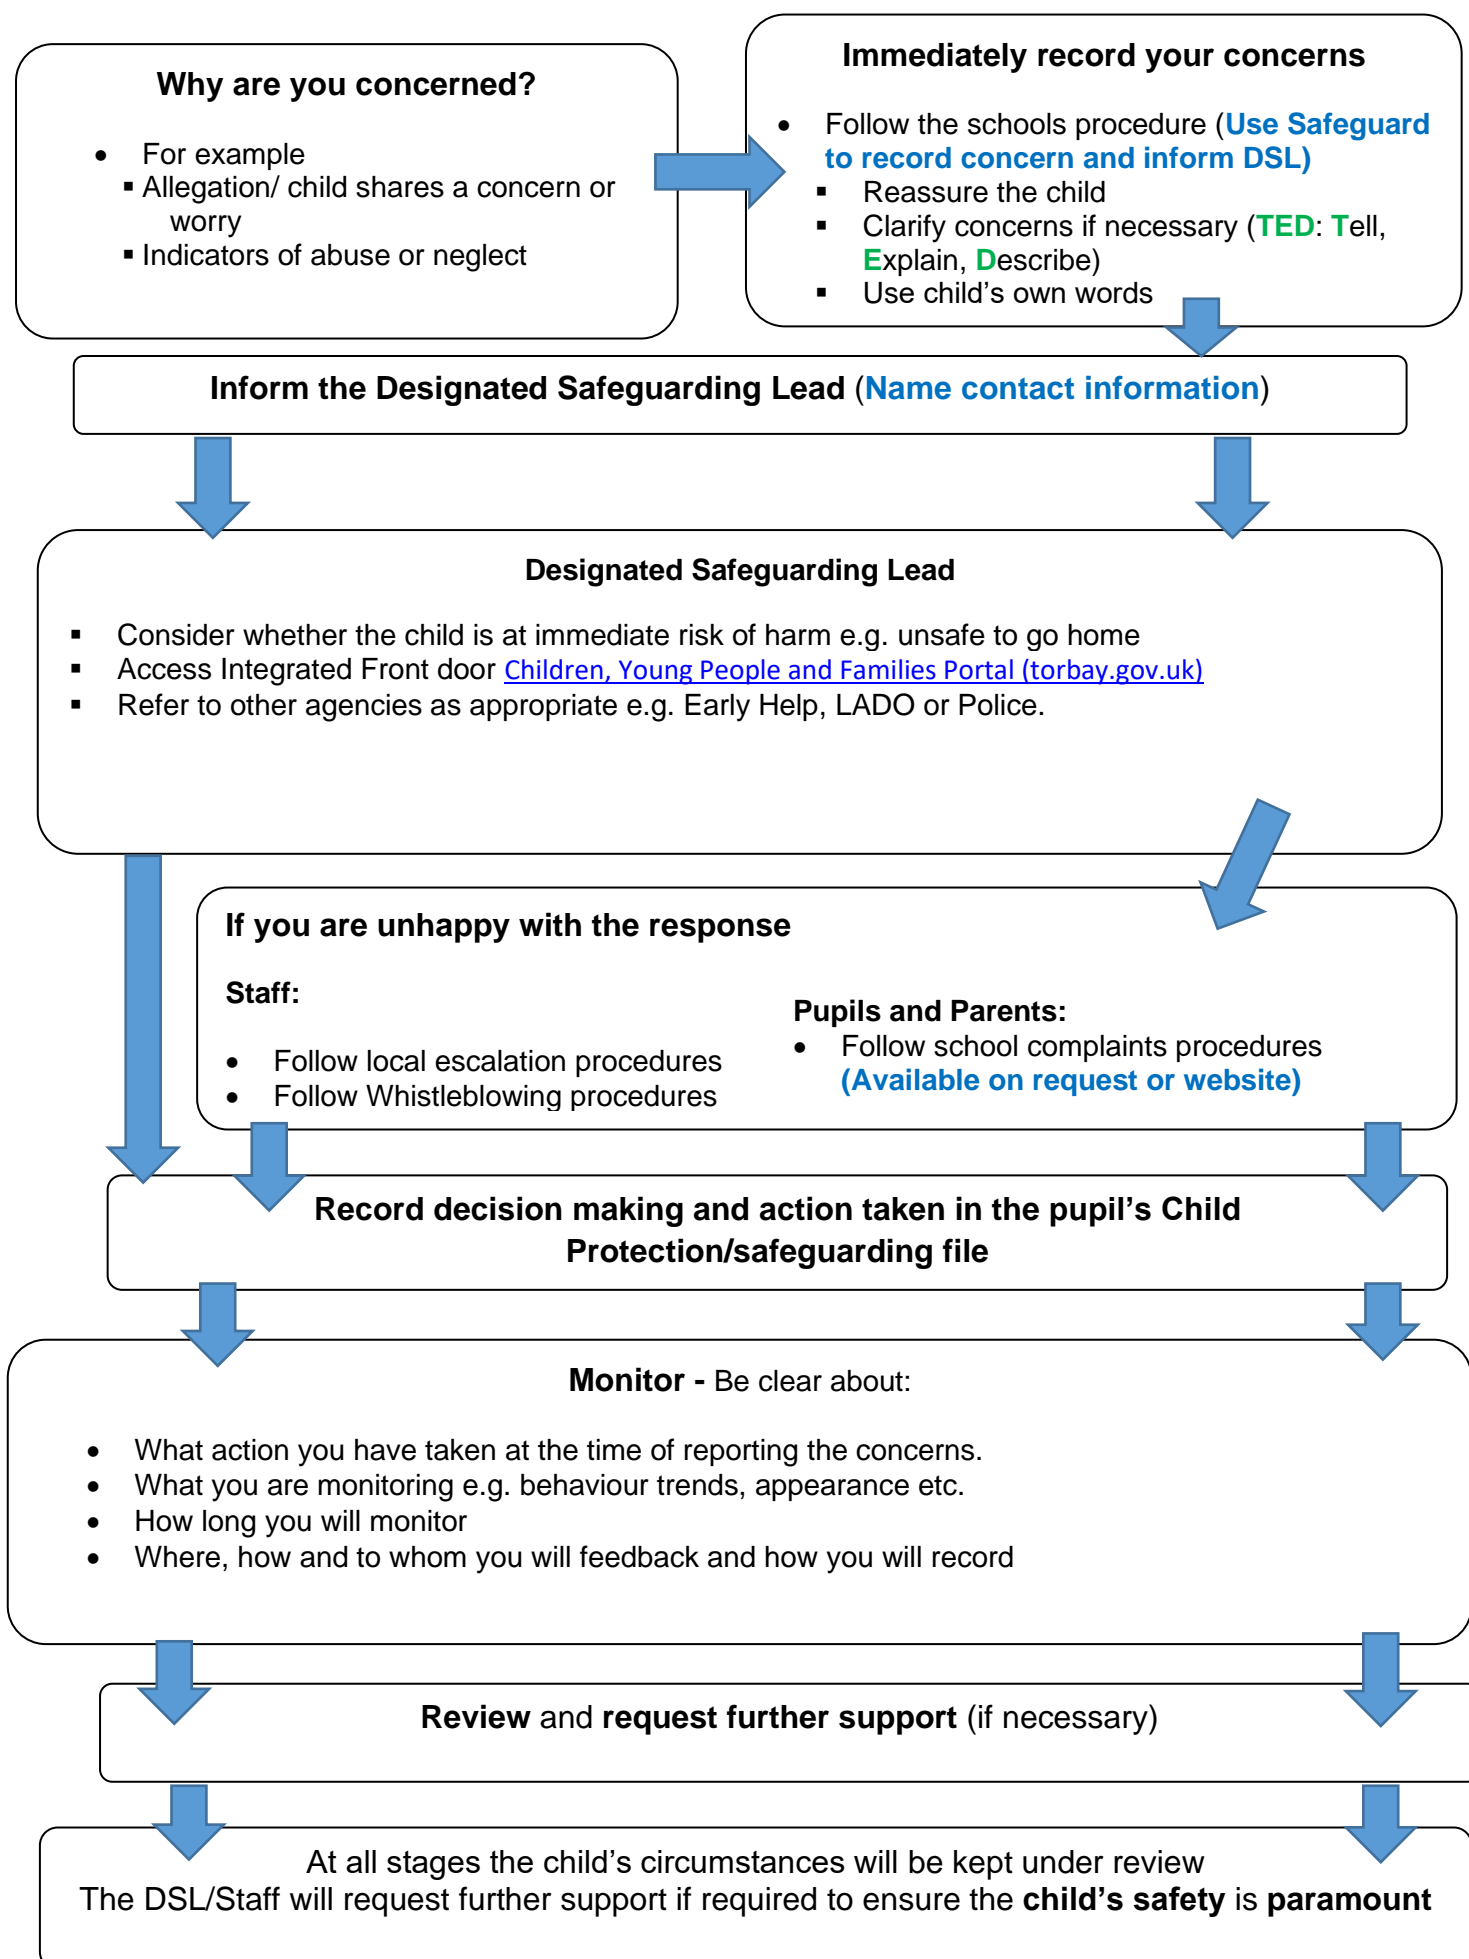 Why are you concerned?
• For example
▪ Allegation/ child shares a concern or
worry
▪ Indicators of abuse or neglect
Immediately record your concerns
• Follow the schools procedure (Use Safeguard
to record concern and inform DSL)
▪ Reassure the child
▪ Clarify concerns if necessary (TED: Tell,
Explain, Describe)
▪ Use child’s own words
Inform the Designated Safeguarding Lead (Name contact information)
Designated Safeguarding Lead
▪ Consider whether the child is at immediate risk of harm e.g. unsafe to go home
▪ Access Integrated Front door Children, Young People and Families Portal (torbay.gov.uk)
▪ Refer to other agencies as appropriate e.g. Early Help, LADO or Police.
If you are unhappy with the response
Staff:
• Follow local escalation procedures
• Follow Whistleblowing procedures
Pupils and Parents:
• Follow school complaints procedures
(Available on request or website)
Record decision making and action taken in the pupil’s Child
Protection/safeguarding file
Monitor - Be clear about:
• What action you have taken at the time of reporting the concerns.
• What you are monitoring e.g. behaviour trends, appearance etc.
• How long you will monitor
• Where, how and to whom you will feedback and how you will record
Review and request further support (if necessary)
At all stages the child’s circumstances will be kept under review
The DSL/Staff will request further support if required to ensure the child’s safety is paramount